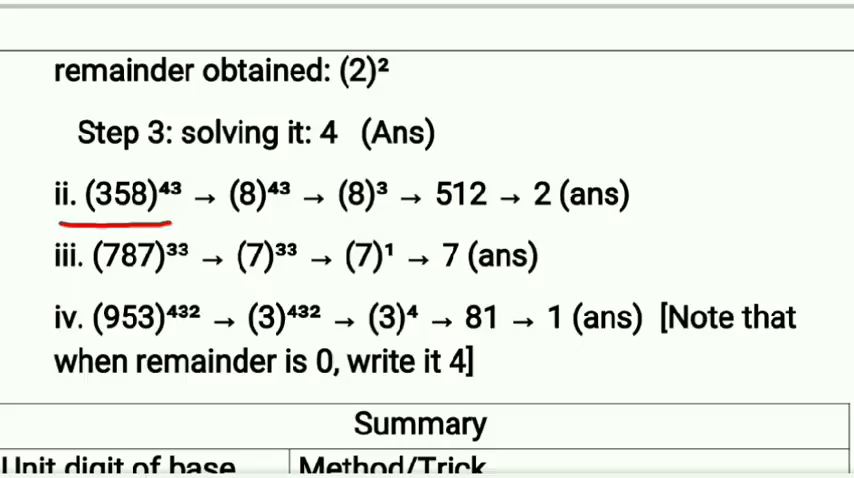 remainder obtained: (2)²
Step 3: solving it: 4 (Ans)
ii. (358)⁴³ → (8)⁴³ → (8)³ → 512 → 2 (ans)
iii. (787)³³ → (7)³³ → (7)¹ → 7 (ans)
iv. (953)⁴³² → (3)⁴³² → (3)⁴ → 81 → 1 (ans) [Note that
when remainder is 0, write it 4]
Summary
Unit digit of base Method/Trick